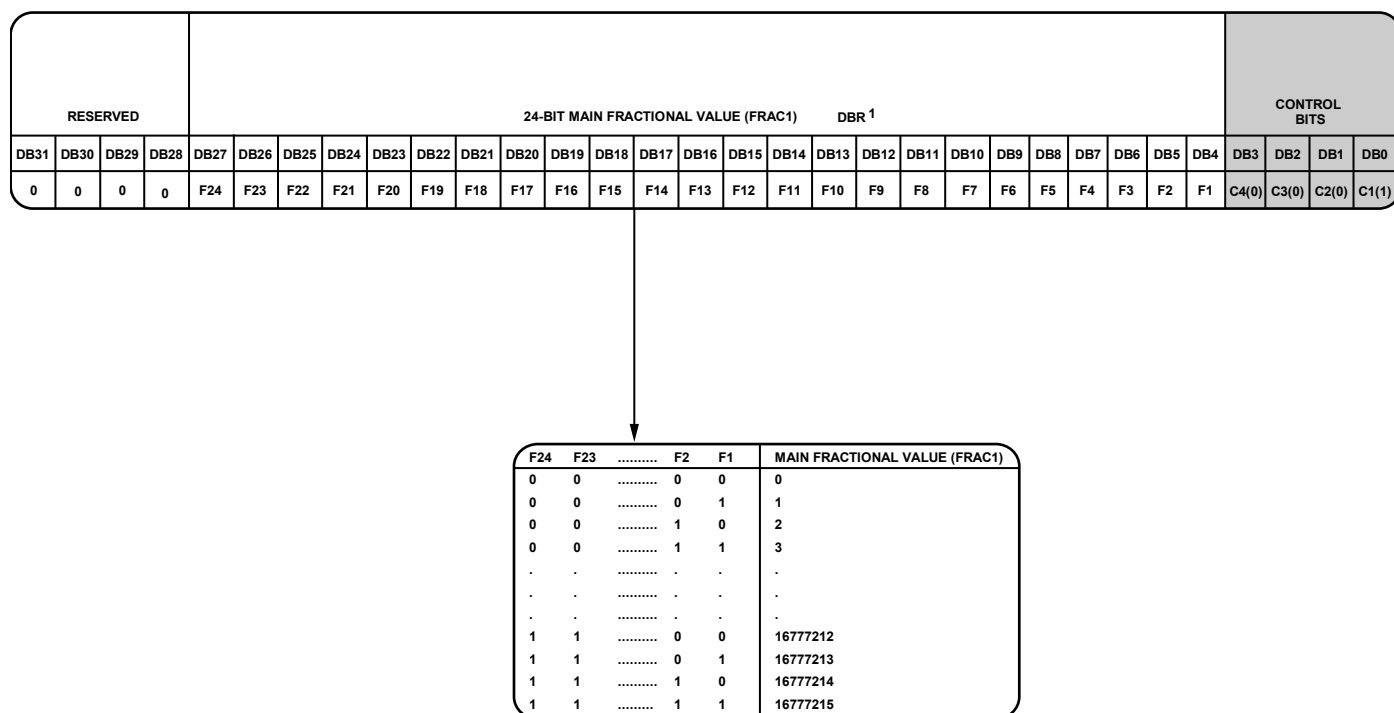 RESERVED 24-BIT MAIN FRACTIONAL VALUE (FRAC1) DBR 1 CONTROL
BITS
DB31 DB30 DB29 DB28 DB27 DB26 DB25 DB24 DB23 DB22 DB21 DB20 DB19 DB18 DB17 DB16 DB15 DB14 DB13 DB12 DB11 DB10 DB9 DB8 DB7 DB6 DB5 DB4 DB3 DB2 DB1 DB0
0 0 0 0 F24 F23 F22 F21 F20 F19 F18 F17 F16 F15 F14 F13 F12 F11 F10 F9 F8 F7 F6 F5 F4 F3 F2 F1 C4(0) C3(0) C2(0) C1(1)
F24 F23 .......... F2 F1 MAIN FRACTIONAL VALUE (FRAC1)
0 0 .......... 0 0 0
0 0 .......... 0 1 1
0 0 .......... 1 0 2
0 0 .......... 1 1 3
. . .......... . . .
. . .......... . . .
. . .......... . . .
1 1 .......... 0 0 16777212
1 1 .......... 0 1 16777213
1 1 .......... 1 0 16777214
1 1 ......... 1 1 16777215